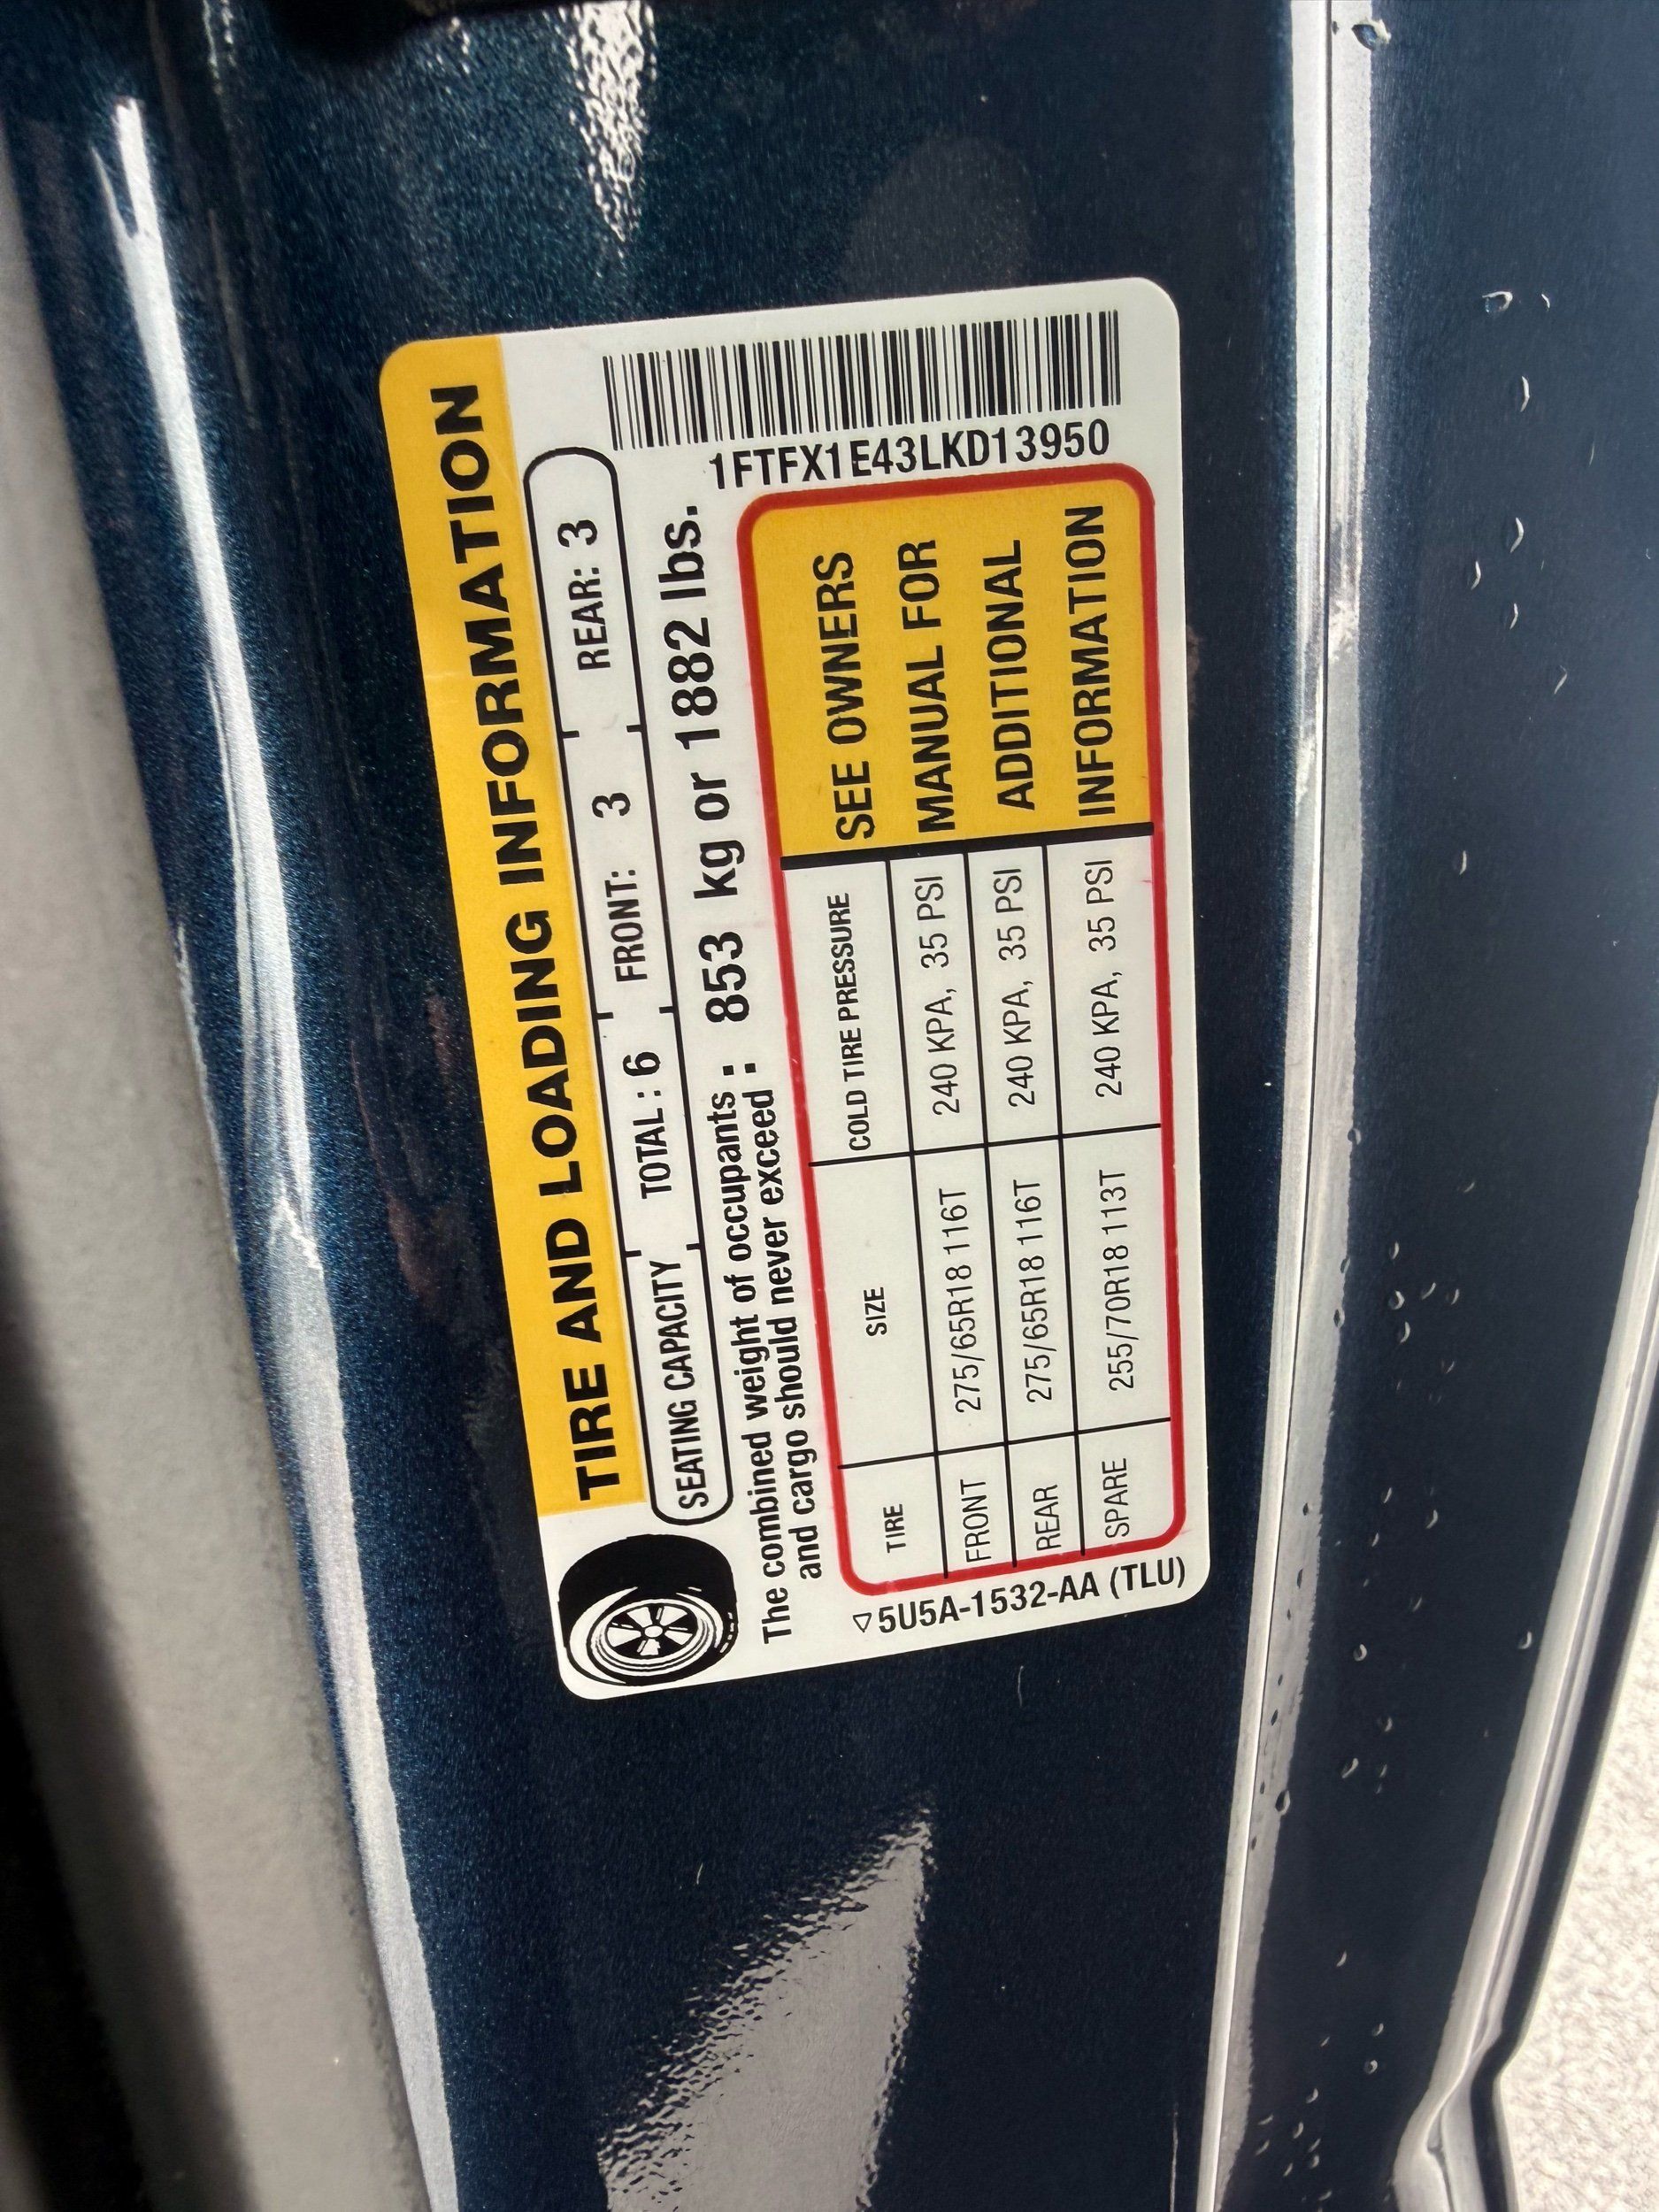 TIRE AND LOADING INFORMATION
SEATING CAPACITY TOTAL : 6 FRONT: 3 REAR: 3
The combined weight of occupants : 853 kg or 1882 lbs.
and cargo should never exceed :
TIRE SIZE COLD TIRE PRESSURE
FRONT 275/65R18 116T 240 KPA, 35 PSI
REAR 275/65R18 116T 240 KPA, 35 PSI
SPARE 255/70R18 113T 240 KPA, 35 PSI
SEE OWNERS
MANUAL FOR
ADDITIONAL
INFORMATION
1FTFX1E43LKD13950
5U5A-1532-AA (TLU)